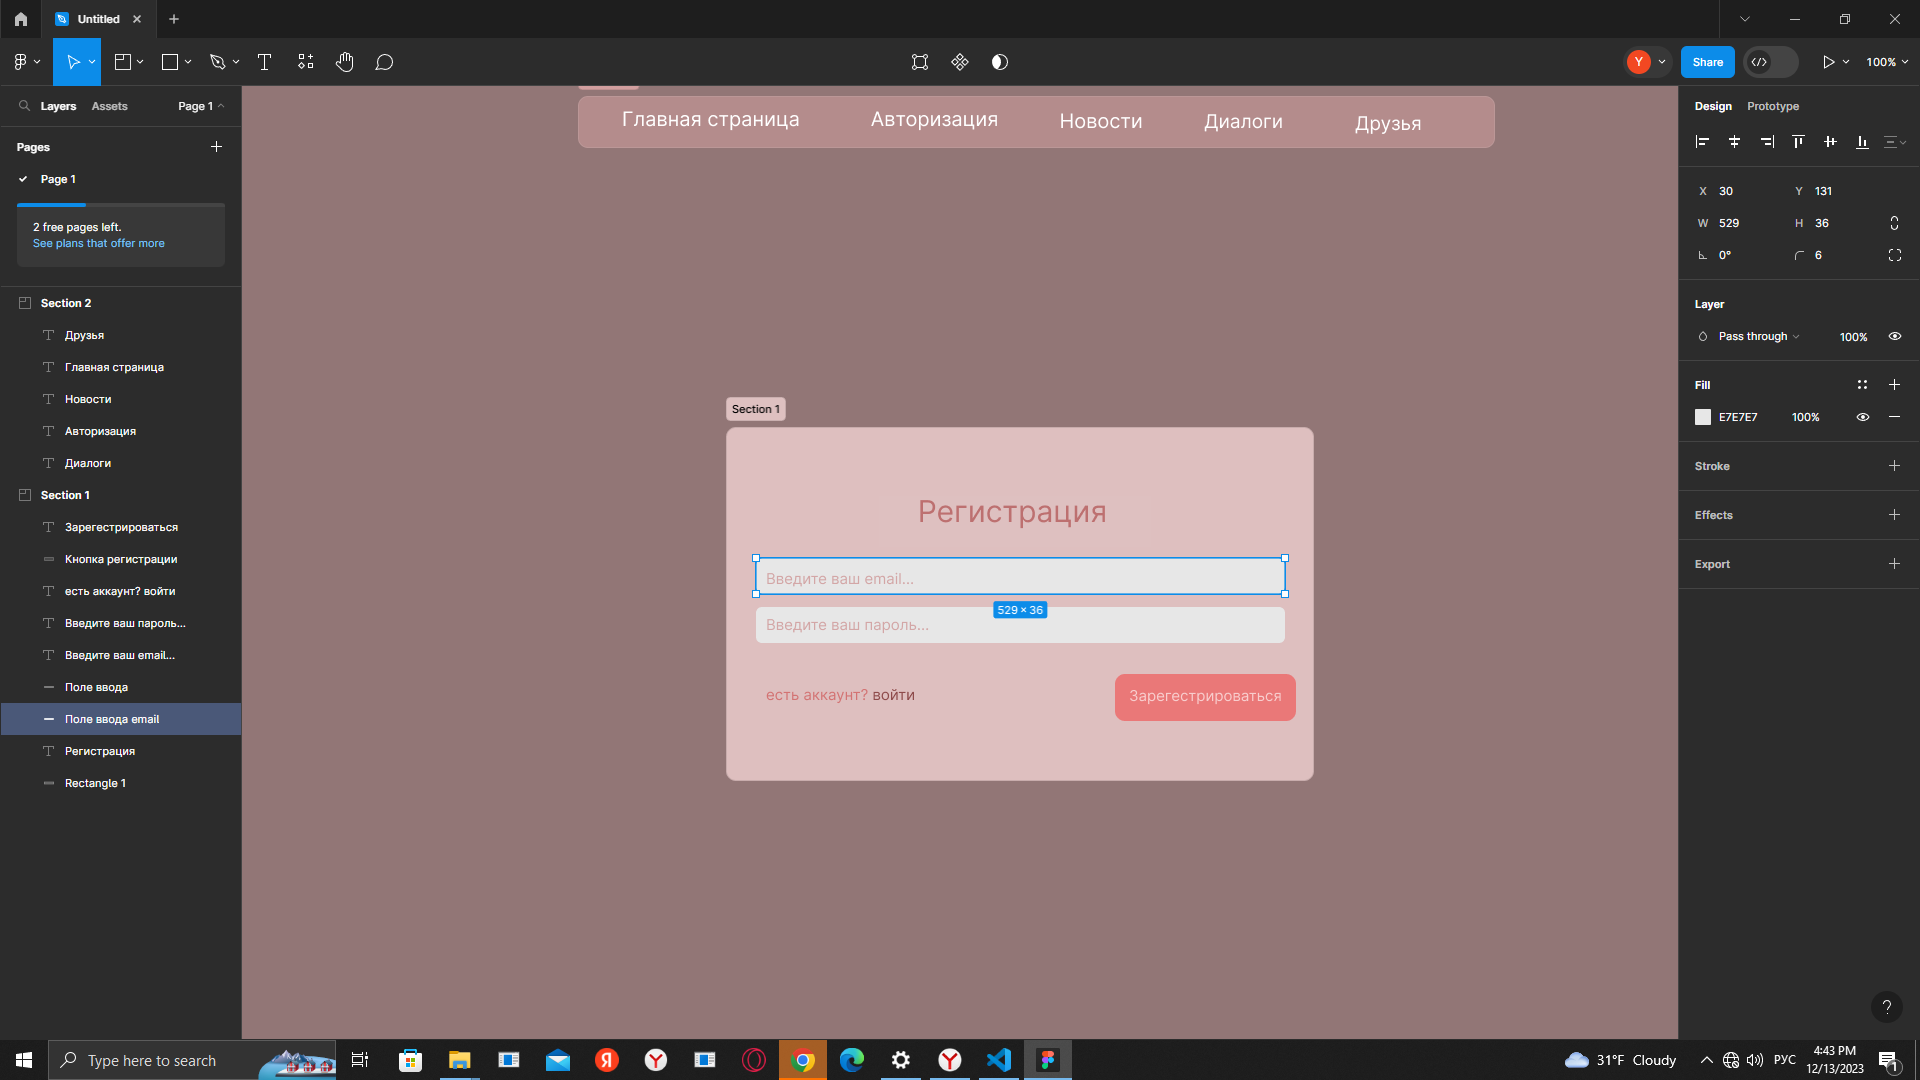 Untitled
Share
100%
Layers
Assets
Page 1
Pages
Page 1
2 free pages left.
See plans that offer more
Section 2
Друзья
Главная страница
Новости
Авторизация
Диалоги
Section 1
Зарегестрироваться
Кнопка регистрации
есть аккаунт? войти
Введите ваш пароль...
Введите ваш email...
Поле ввода
Поле ввода email
Регистрация
Rectangle 1
Главная страница
Авторизация
Новости
Диалоги
Друзья
Section 1
Регистрация
Введите ваш email...
529 × 36
Введите ваш пароль...
есть аккаунт? войти
Зарегестрироваться
Y
Design
Prototype
X 30
Y 131
W 529
H 36
0°
6
Layer
Pass through
100%
Fill
E7E7E7
100%
Stroke
Effects
Export
?
Type here to search
Я
31°F Cloudy
РУС
4:43 PM
12/13/2023
1